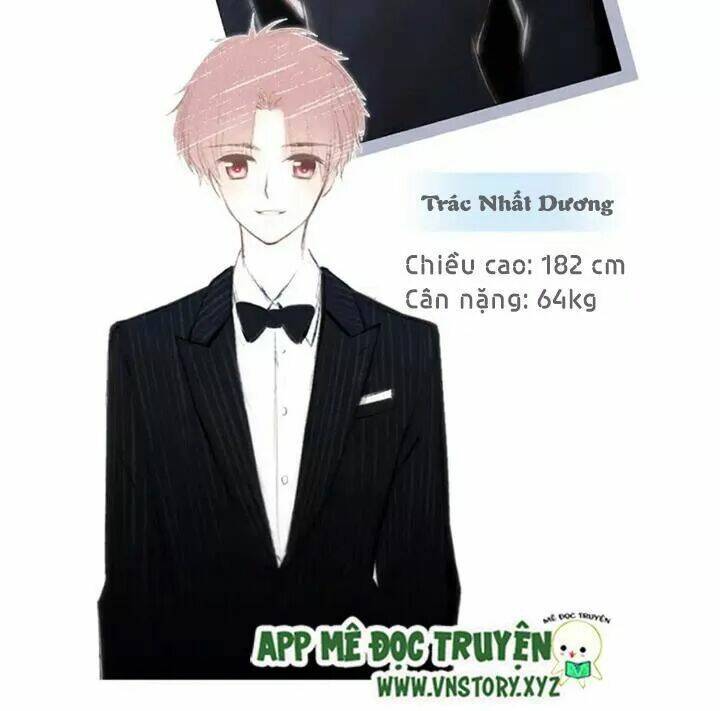 Trác Nhất Dương
Chiều cao: 182 cm
Cân nặng: 64kg
MÊ ĐỌC TRUYỆN
APP MÊ ĐỌC TRUYỆN
WWW.VNSTORY.XYZ